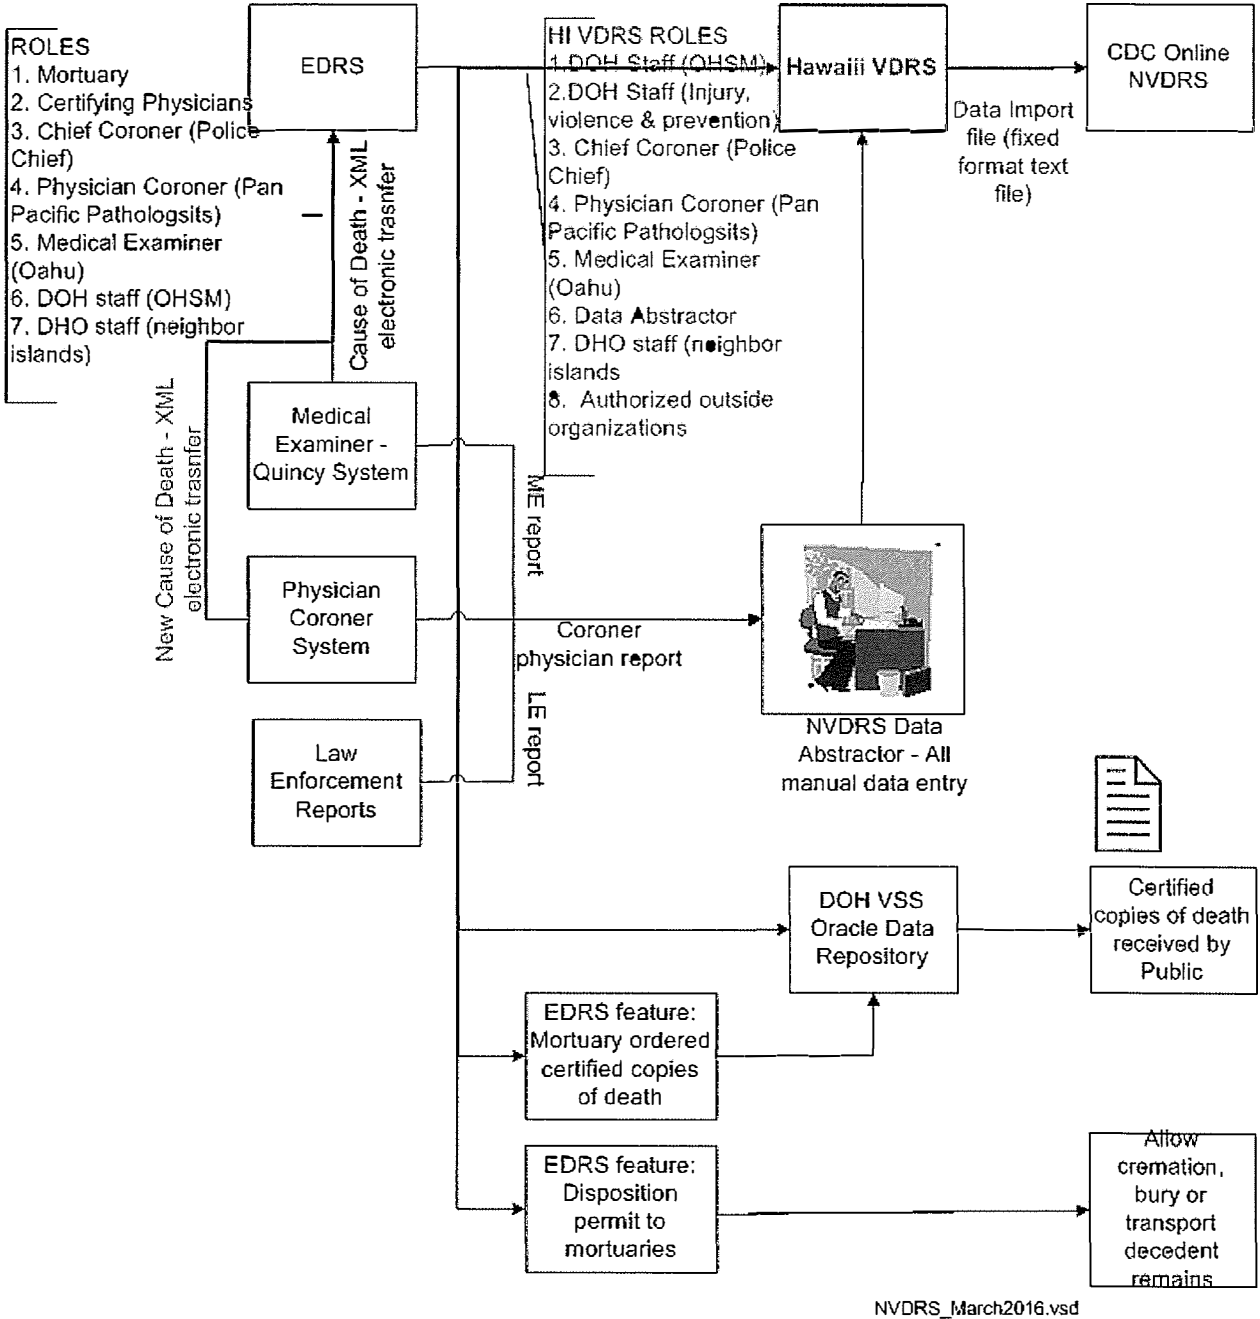 ROLES
1. Mortuary
2. Certifying Physicians
3. Chief Coroner (Police
Chief)
4. Physician Coroner (Pan
Pacific Pathologsits)
5. Medical Examiner
(Oahu)
6. DOH staff (OHSM)
7. DHO staff (neighbor
islands)
EDRS
HI VDRS ROLES
1.DOH Staff (OHSM)
2.DOH Staff (Injury,
violence & prevention)
3. Chief Coroner (Police
Chief)
4. Physician Coroner (Pan
Pacific Pathologsits)
5. Medical Examiner
(Oahu)
6. Data Abstractor
7. DHO staff (neighbor
islands
8. Authorized outside
organizations
Hawaiii VDRS
CDC Online
NVDRS
Data Import
file (fixed
format text
file)
Cause of Death - XML
electronic trasnfer
New Cause of Death - XML
electronic trasnfer
Medical
Examiner -
Quincy System
ME report
Physician
Coroner
System
Coroner
physician report
LE report
Law
Enforcement
Reports
NVDRS Data
Abstractor - All
manual data entry
DOH VSS
Oracle Data
Repository
Certified
copies of death
received by
Public
EDRS feature:
Mortuary ordered
certified copies
of death
EDRS feature:
Disposition
permit to
mortuaries
Allow
cremation,
bury or
transport
decedent
remains
NVDRS_March2016.vsd